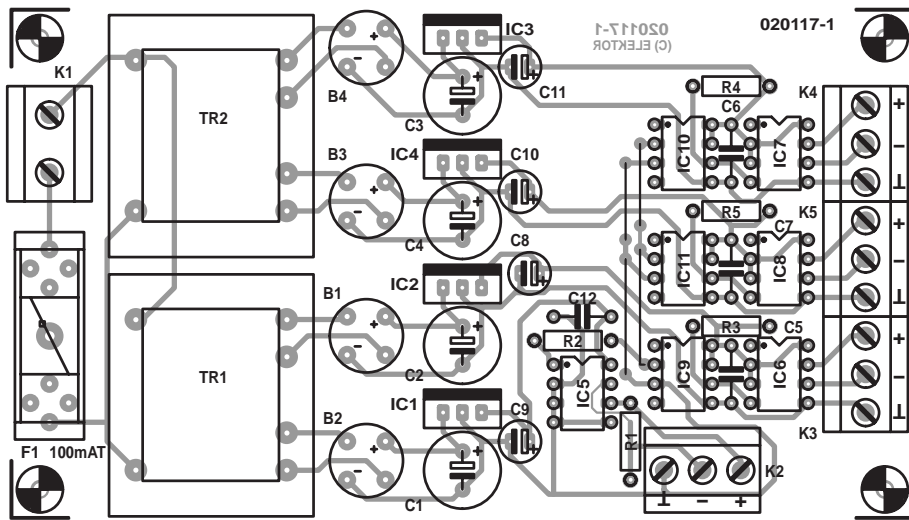 020117-1
(C) ELEKTOR
020117-1
K1
TR2
B4
IC3
C11
C3
R4
C6
K4
IC10
IC7
+
−
⊥
B3
IC4
C10
C4
R5
C7
K5
IC11
IC8
+
−
⊥
B1
IC2
C8
C2
C12
R2
R3
C5
IC9
IC6
+
−
⊥
K3
TR1
B2
IC1
C9
C1
IC5
R1
K2
⊥ − +
F1 100mAT